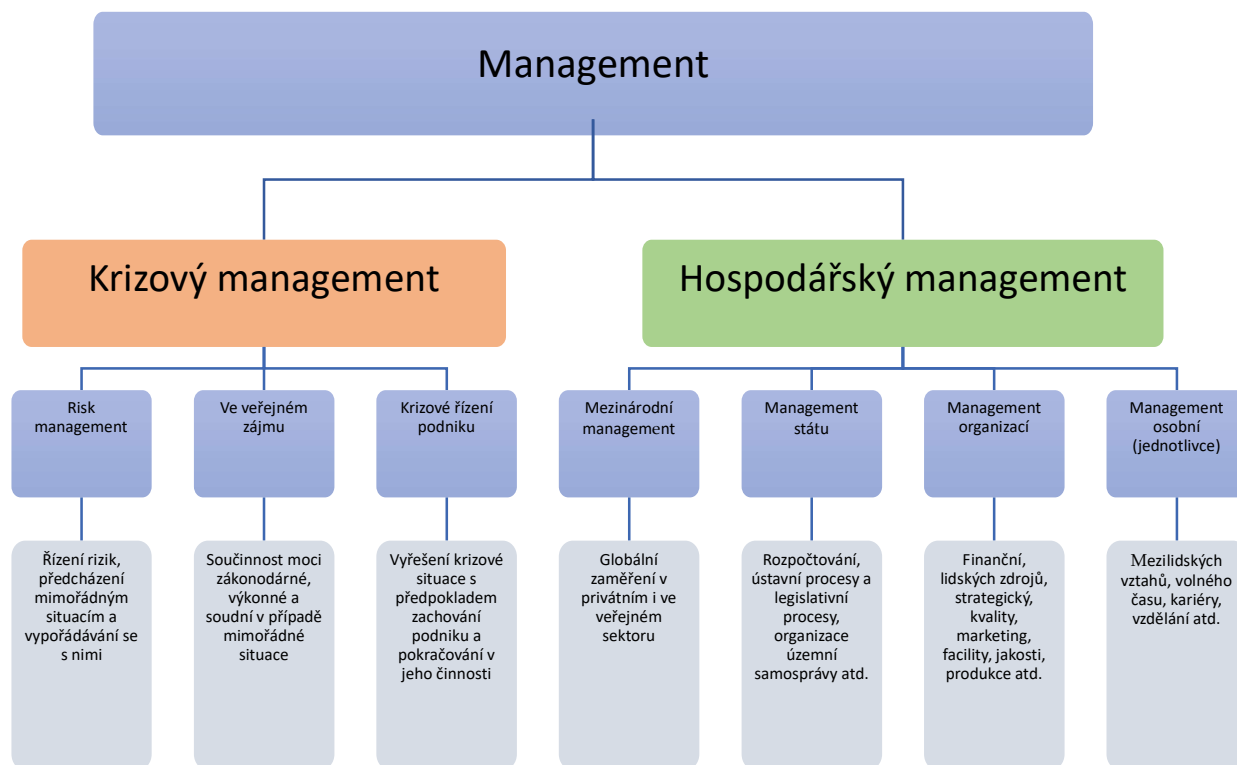 Management
Krizový management
Hospodářský management
Risk
management
Ve veřejném
zájmu
Krizové řízení
podniku
Mezinárodní
management
Management
státu
Management
organizací
Management
osobní
(jednotlivce)
Řízení rizik,
předcházení
mimořádným
situacím a
vypořádávání se
s nimi
Součinnost moci
zákonodárné,
výkonné a
soudní v případě
mimořádné
situace
Vyřešení krizové
situace s
předpokladem
zachování
podniku a
pokračování v
jeho činnosti
Globální
zaměření v
privátním i ve
veřejném
sektoru
Rozpočtování,
ústavní procesy a
legislativní
procesy,
organizace
územní
samosprávy atd.
Finanční,
lidských zdrojů,
strategický,
kvality,
marketing,
facility, jakosti,
produkce atd.
Mezilidských
vztahů, volného
času, kariéry,
vzdělání atd.